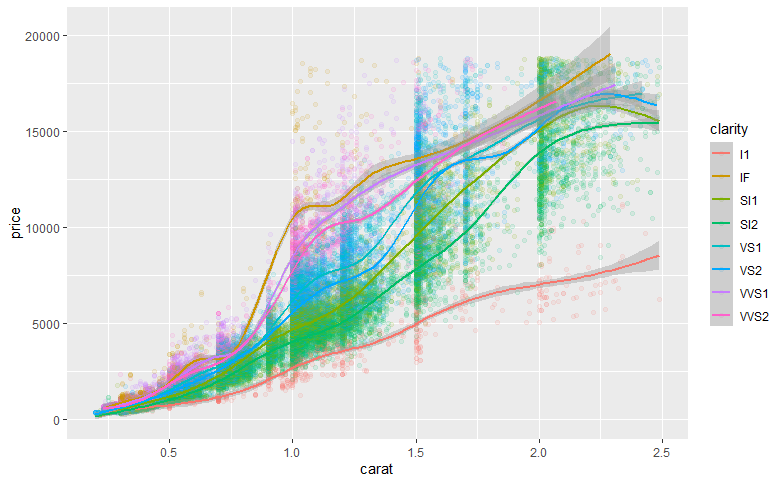 20000
15000
10000
5000
0
price
0.5
1.0
1.5
2.0
2.5
carat
clarity
I1
IF
SI1
SI2
VS1
VS2
VVS1
VVS2